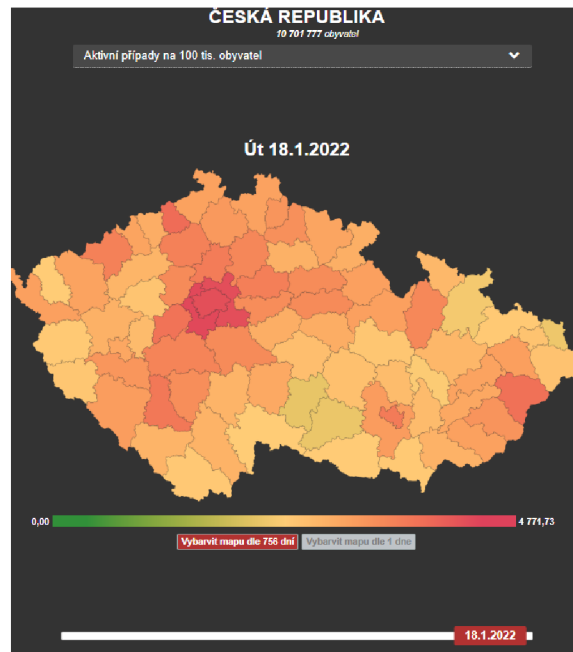 ČESKÁ REPUBLIKA
10 701 777 obyvatel
Aktivní případy na 100 tis. obyvatel
Út 18.1.2022
0,00
4 771,73
Vybarvit mapu dle 756 dní
Vybarvit mapu dle 1 dne
18.1.2022